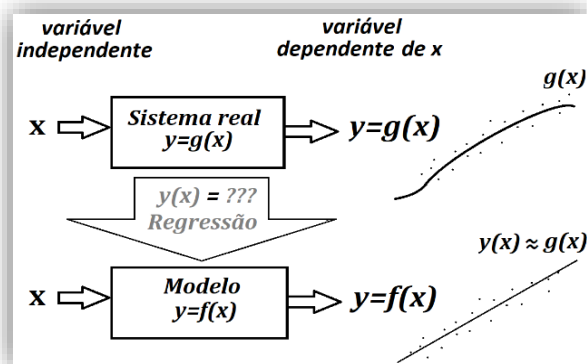 variável
independente
variável
dependente de x
g(x)
x
Sistema real
y=g(x)
y=g(x)
y(x) = ???
Regressão
y(x) ≈ g(x)
x
Modelo
y=f(x)
y=f(x)